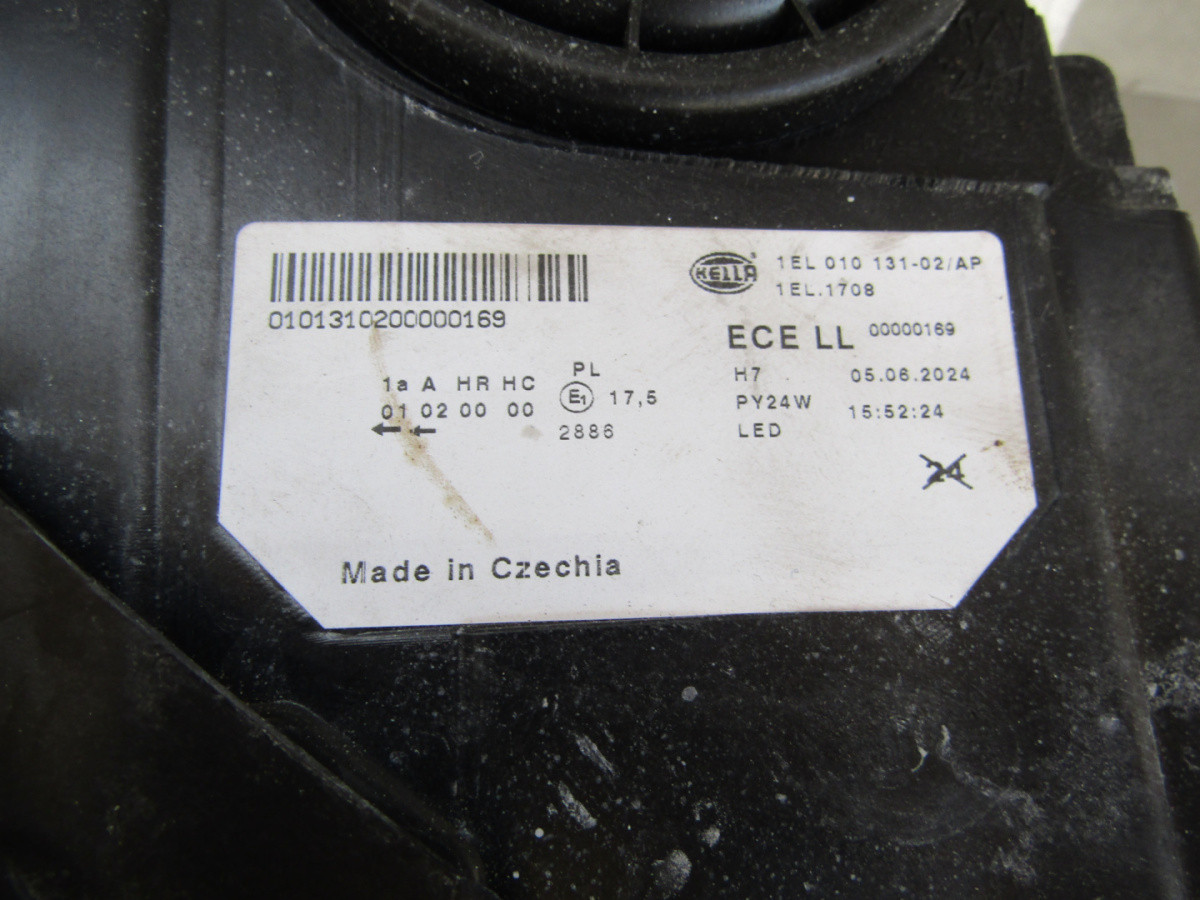 0101310200000169
HELLA
1EL 010 131-02/AP
1EL.1708
ECE LL 00000169
1a A HR HC PL
01 02 00 00 E1 17,5
2886
H7 05.06.2024
PY24W 15:52:24
LED
24
Made in Czechia